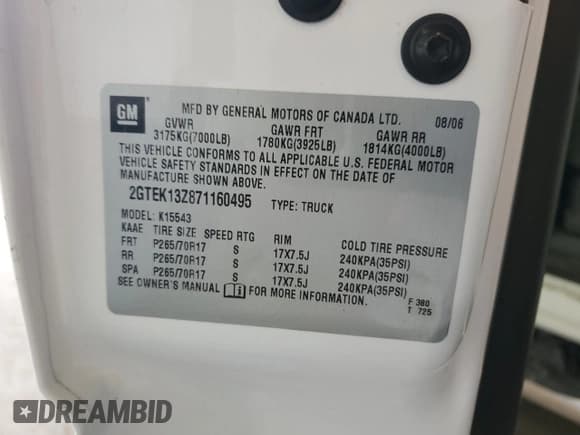 GM
MFD BY GENERAL MOTORS OF CANADA LTD. 08/06
GVWR GAWR FRT GAWR RR
3175KG(7000LB) 1780KG(3925LB) 1814KG(4000LB)
THIS VEHICLE CONFORMS TO ALL APPLICABLE U.S. FEDERAL MOTOR
VEHICLE SAFETY STANDARDS IN EFFECT ON THE DATE OF
MANUFACTURE SHOWN ABOVE.
2GTEK13Z871160495 TYPE: TRUCK
MODEL: K15543
KAAE TIRE SIZE SPEED RTG RIM COLD TIRE PRESSURE
FRT P265/70R17 S 17X7.5J 240KPA(35PSI)
RR P265/70R17 S 17X7.5J 240KPA(35PSI)
SPA P265/70R17 S 17X7.5J 240KPA(35PSI)
SEE OWNER'S MANUAL FOR MORE INFORMATION.
F 380
T 725
DREAMBID